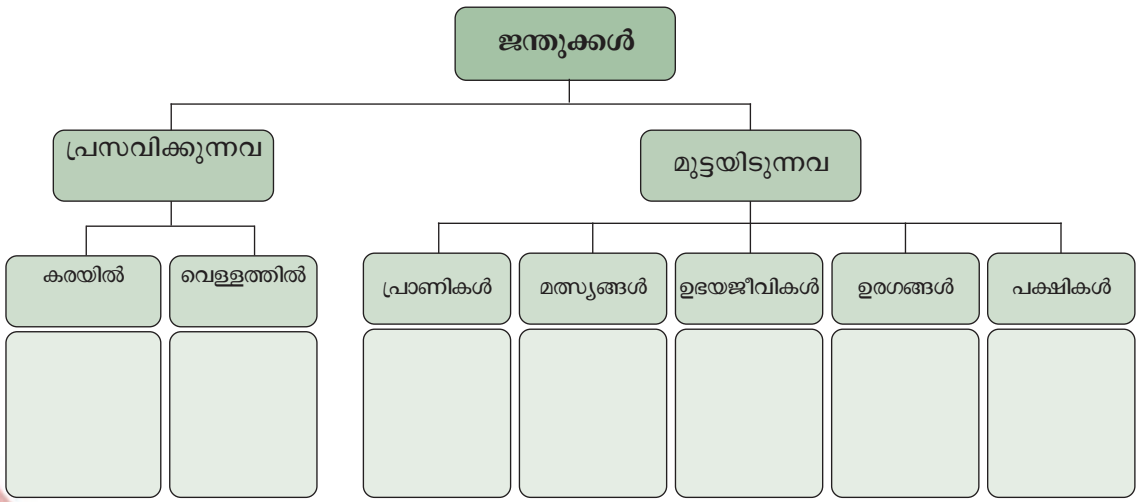 ജന്തുക്കൾ
പ്രസവിക്കുന്നവ
മുട്ടയിടുന്നവ
കരയിൽ
വെള്ളത്തിൽ
പ്രാണികൾ
മത്സ്യങ്ങൾ
ഉഭയജീവികൾ
ഉരഗങ്ങൾ
പക്ഷികൾ